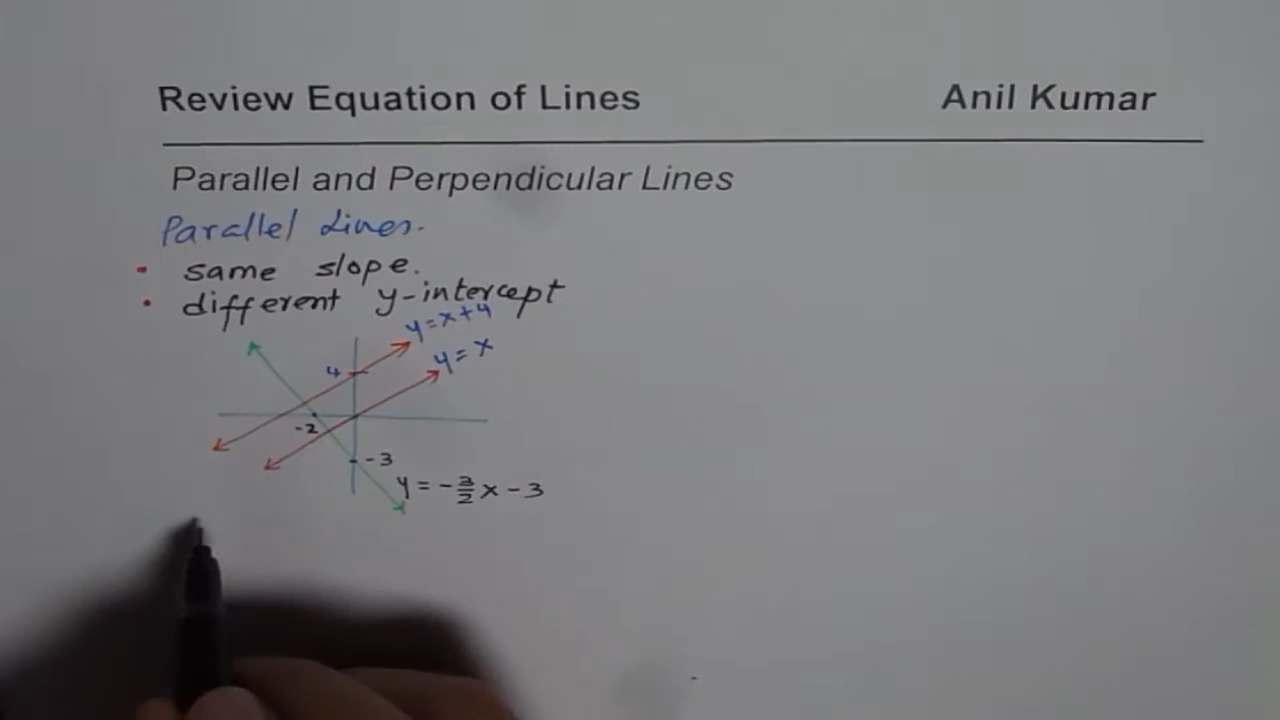 Review Equation of Lines Anil Kumar
Parallel and Perpendicular Lines
Parallel Lines.
• same slope.
• different y-intercept
y=x+4
y=x
4
-2
-3
y = -3/2 x - 3